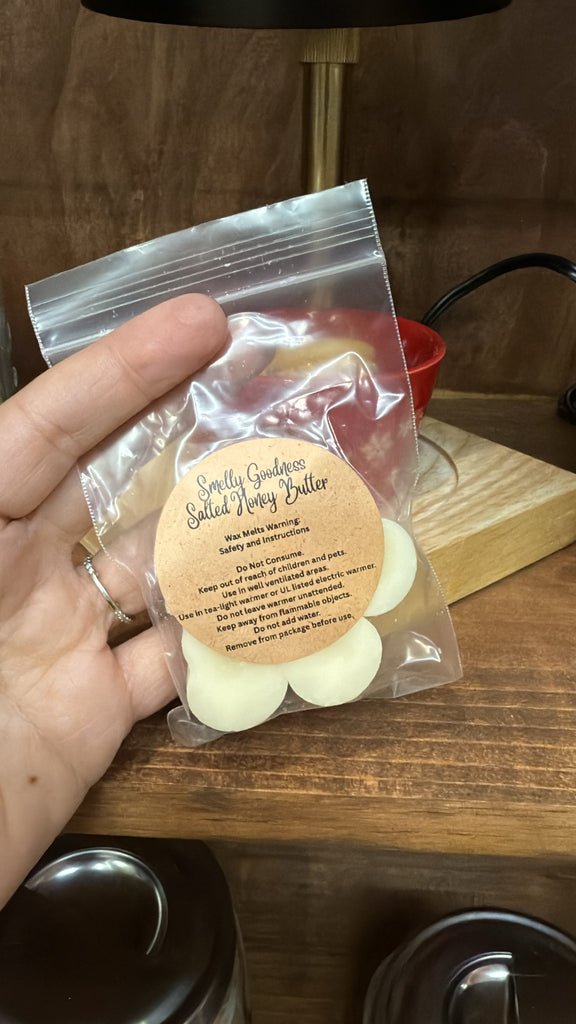 Smelly Goodness
Salted Honey Butter
Wax Melts Warning:
Safety and Instructions
Do Not Consume.
Keep out of reach of children and pets.
Use in well ventilated areas.
Use in tea-light warmer or UL listed electric warmer.
Do not leave warmer unattended.
Keep away from flammable objects.
Do not add water.
Remove from package before use.